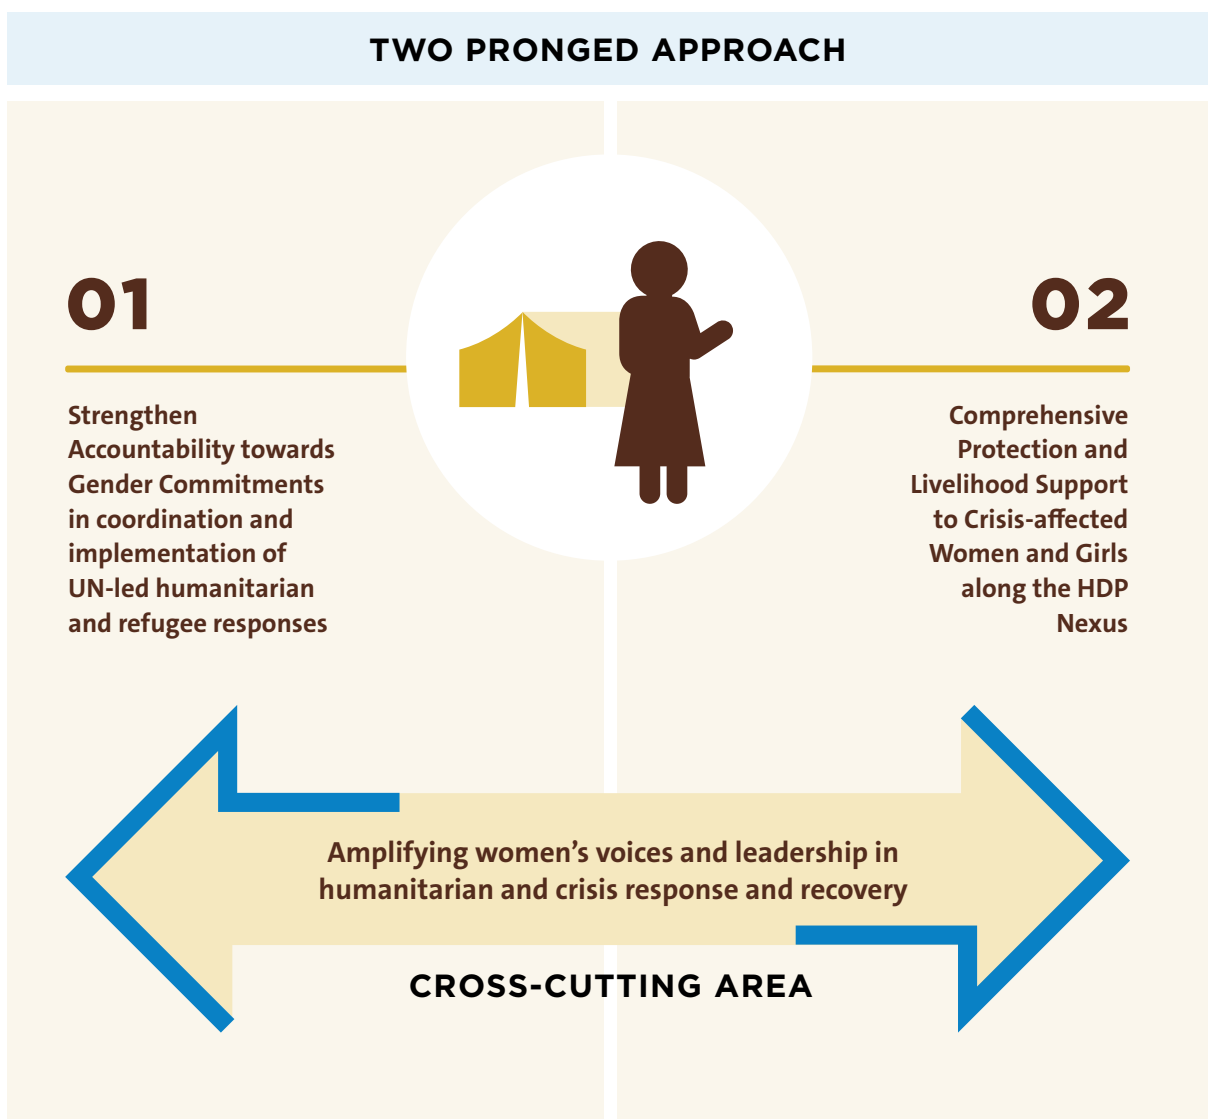 TWO PRONGED APPROACH
01
Strengthen
Accountability towards
Gender Commitments
in coordination and
implementation of
UN-led humanitarian
and refugee responses
02
Comprehensive
Protection and
Livelihood Support
to Crisis-affected
Women and Girls
along the HDP
Nexus
Amplifying women’s voices and leadership in
humanitarian and crisis response and recovery
CROSS-CUTTING AREA